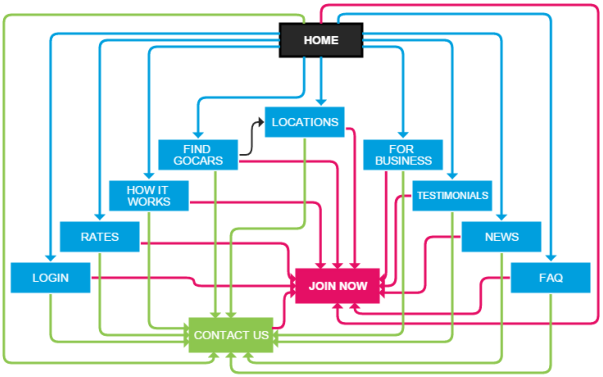 HOME
LOCATIONS
FIND
GOCARS
FOR
BUSINESS
HOW IT
WORKS
TESTIMONIALS
RATES
NEWS
LOGIN
JOIN NOW
FAQ
CONTACT US